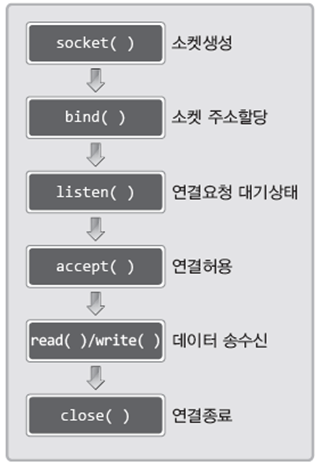 socket( ) 소켓생성
bind( ) 소켓 주소할당
listen( ) 연결요청 대기상태
accept( ) 연결허용
read( )/write( ) 데이터 송수신
close( ) 연결종료